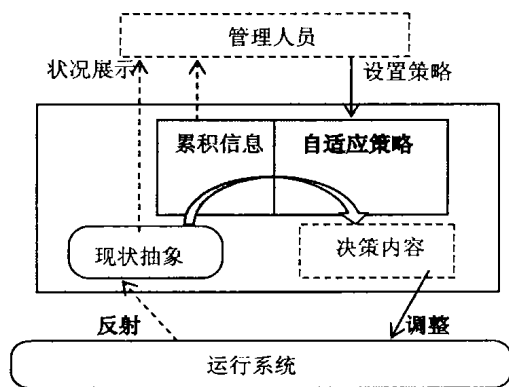 管理人员
状况展示
设置策略
累积信息
自适应策略
现状抽象
决策内容
反射
调整
运行系统